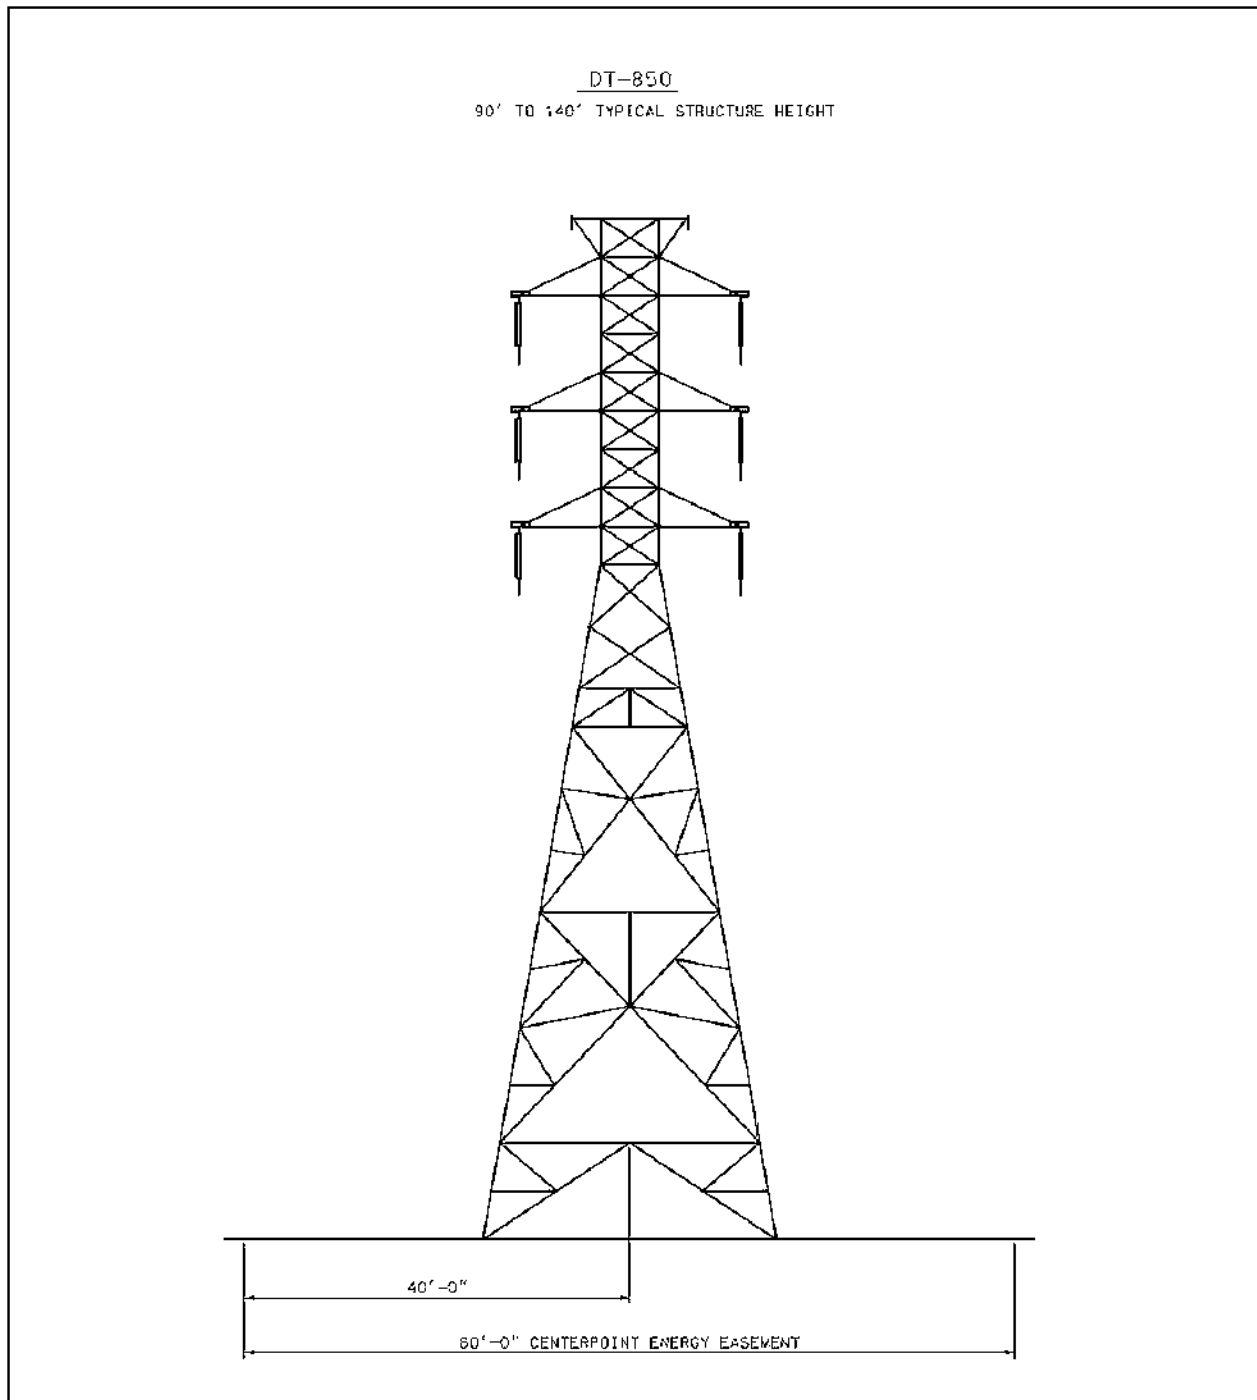 DT-850
90' TO 140' TYPICAL STRUCTURE HEIGHT
40'-0"
80'-0" CENTERPOINT ENERGY EASEMENT